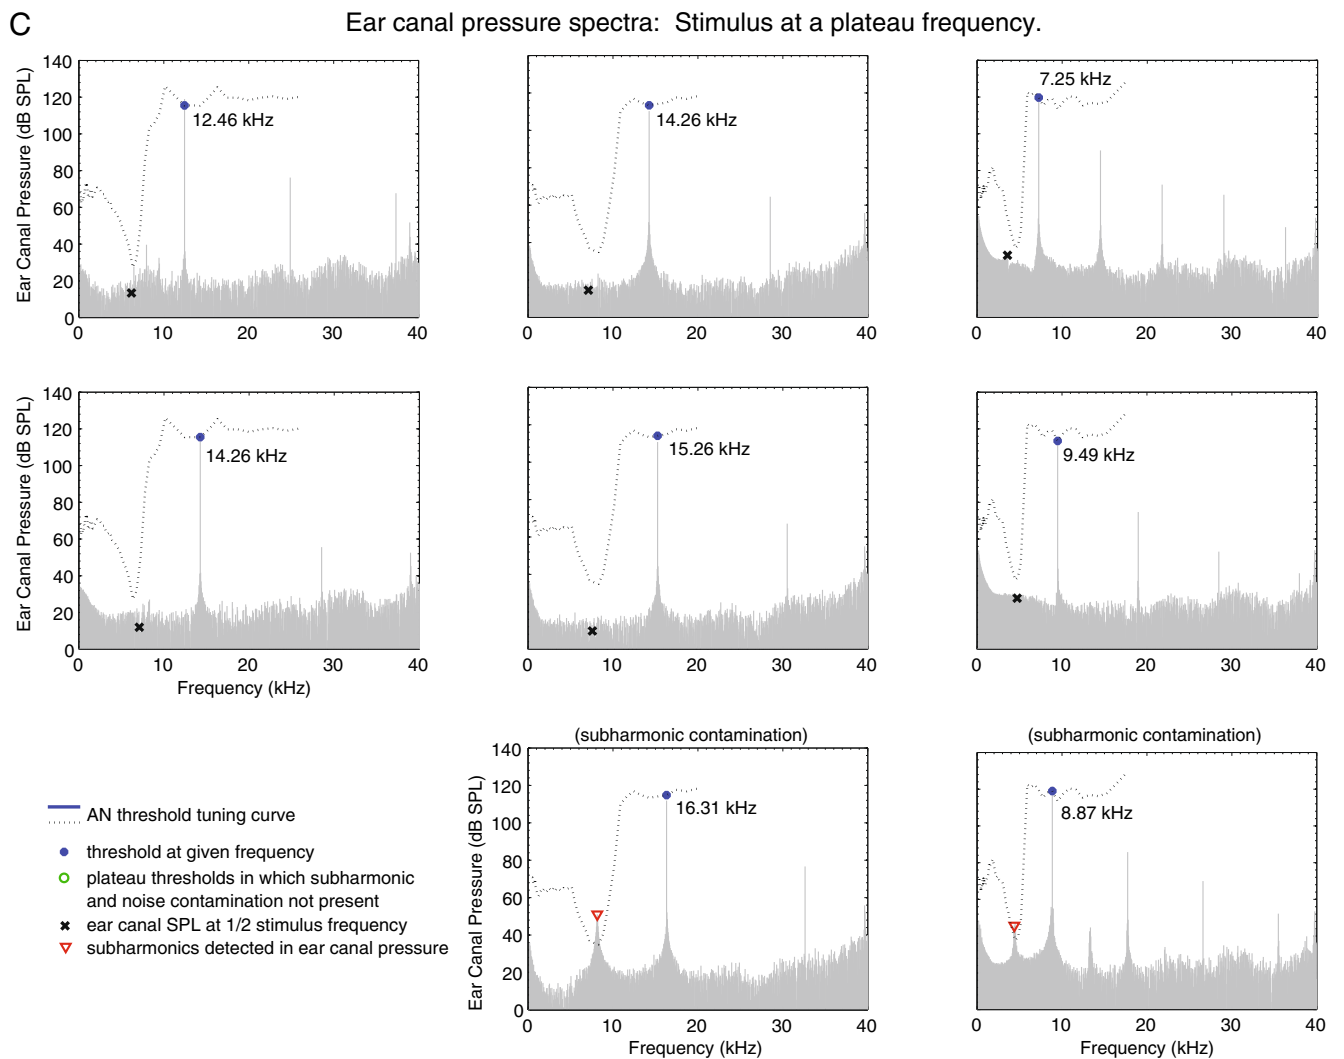 C
Ear canal pressure spectra: Stimulus at a plateau frequency.
Ear Canal Pressure (dB SPL)
140
120
100
80
60
40
20
0
12.46 kHz
0 10 20 30 40
14.26 kHz
0 10 20 30 40
7.25 kHz
0 10 20 30 40
Ear Canal Pressure (dB SPL)
140
120
100
80
60
40
20
0
14.26 kHz
0 10 20 30 40
Frequency (kHz)
15.26 kHz
0 10 20 30 40
9.49 kHz
0 10 20 30 40
AN threshold tuning curve
threshold at given frequency
plateau thresholds in which subharmonic
and noise contamination not present
ear canal SPL at 1/2 stimulus frequency
subharmonics detected in ear canal pressure
(subharmonic contamination)
Ear Canal Pressure (dB SPL)
140
120
100
80
60
40
20
0
16.31 kHz
0 10 20 30 40
Frequency (kHz)
(subharmonic contamination)
8.87 kHz
0 10 20 30 40
Frequency (kHz)